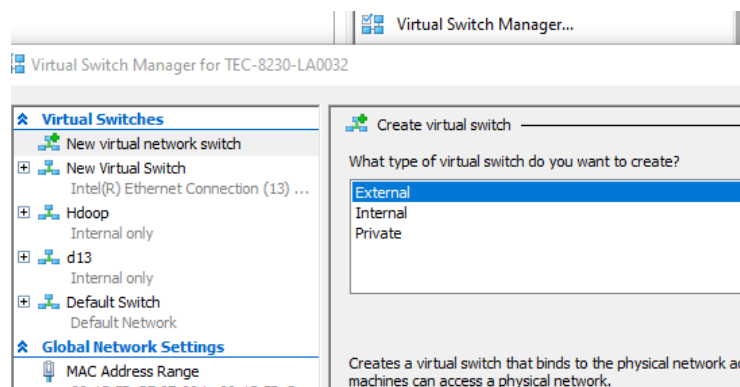 Virtual Switch Manager...
Virtual Switch Manager for TEC-8230-LA0032
Virtual Switches
New virtual network switch
New Virtual Switch
Intel(R) Ethernet Connection (13) ...
Hdoop
Internal only
d13
Internal only
Default Switch
Default Network
Global Network Settings
MAC Address Range
Create virtual switch
What type of virtual switch do you want to create?
External
Internal
Private
Creates a virtual switch that binds to the physical network
machines can access a physical network.